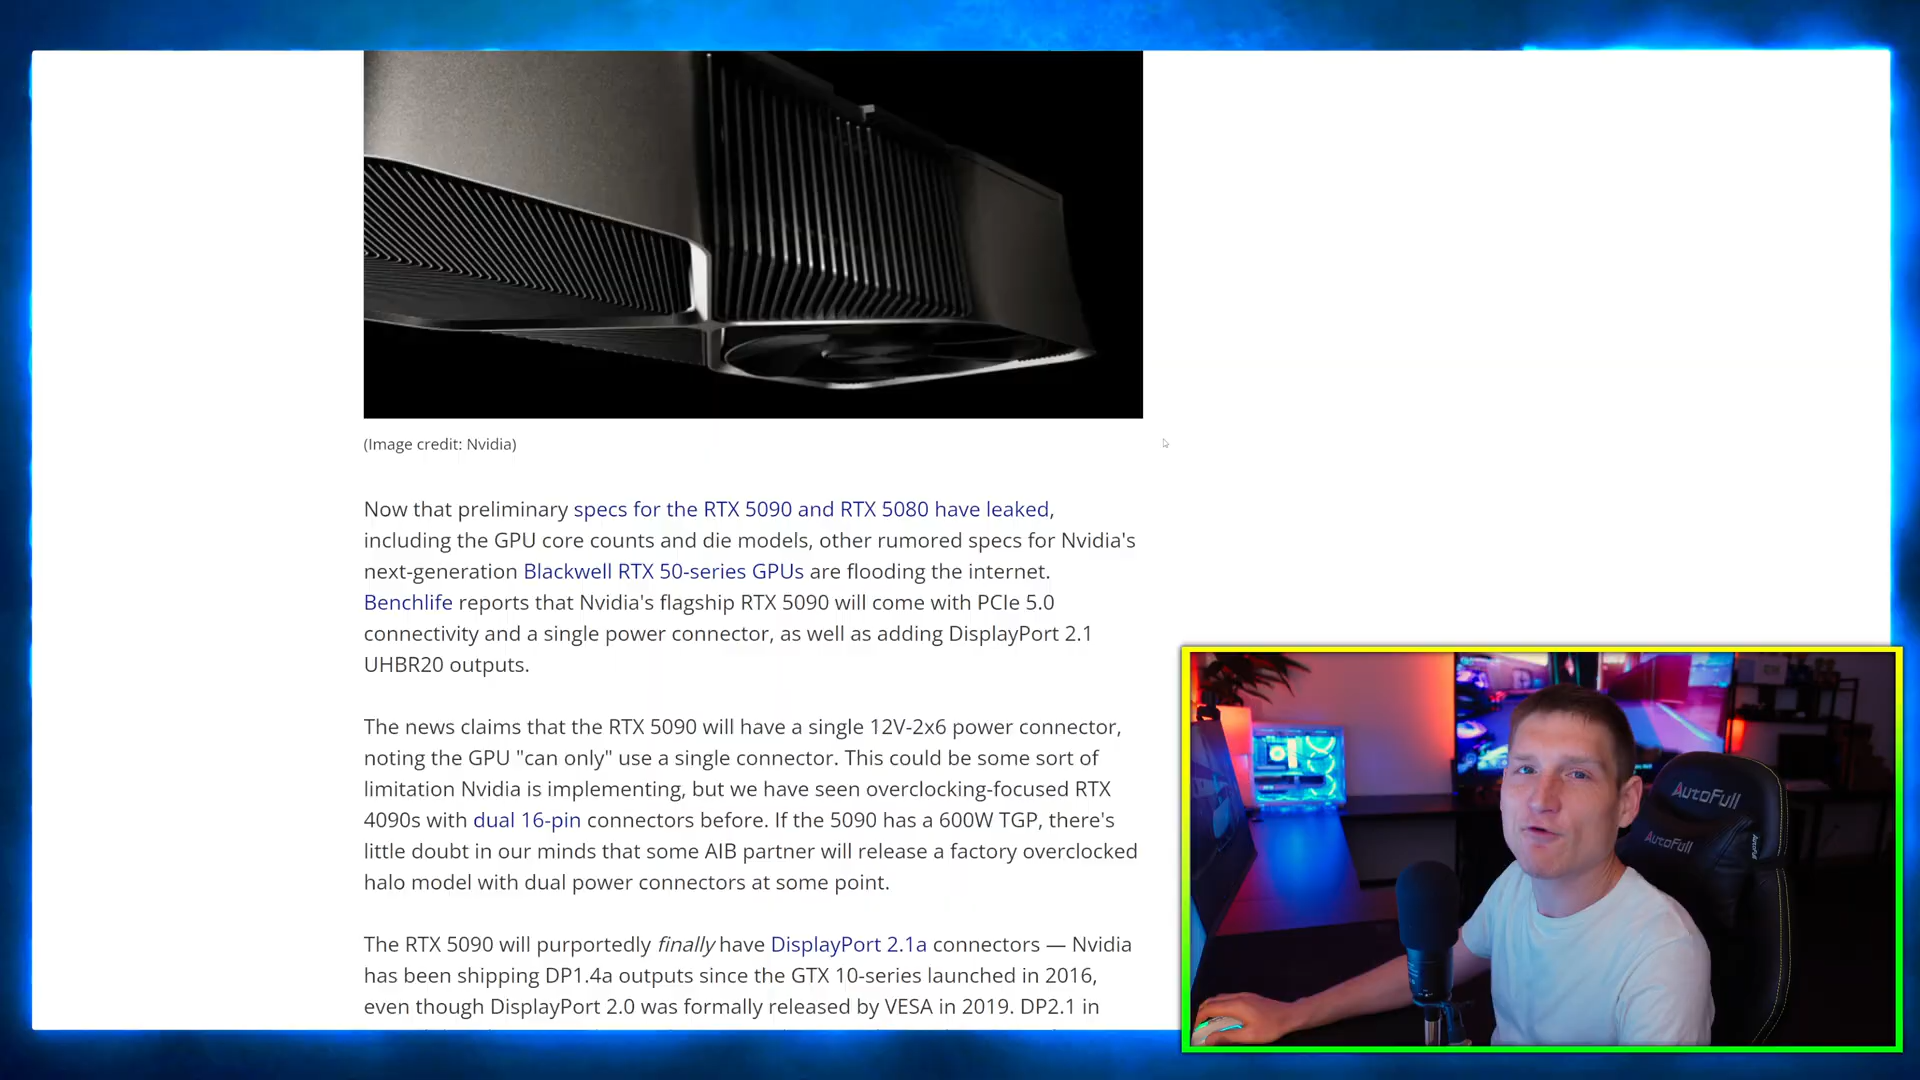 (Image credit: Nvidia)
Now that preliminary specs for the RTX 5090 and RTX 5080 have leaked,
including the GPU core counts and die models, other rumored specs for Nvidia's
next-generation Blackwell RTX 50-series GPUs are flooding the internet.
Benchlife reports that Nvidia's flagship RTX 5090 will come with PCIe 5.0
connectivity and a single power connector, as well as adding DisplayPort 2.1
UHBR20 outputs.
The news claims that the RTX 5090 will have a single 12V-2x6 power connector,
noting the GPU "can only" use a single connector. This could be some sort of
limitation Nvidia is implementing, but we have seen overclocking-focused RTX
4090s with dual 16-pin connectors before. If the 5090 has a 600W TGP, there's
little doubt in our minds that some AIB partner will release a factory overclocked
halo model with dual power connectors at some point.
The RTX 5090 will purportedly finally have DisplayPort 2.1a connectors — Nvidia
has been shipping DP1.4a outputs since the GTX 10-series launched in 2016,
even though DisplayPort 2.0 was formally released by VESA in 2019. DP2.1 in
AutoFull
AutoFull